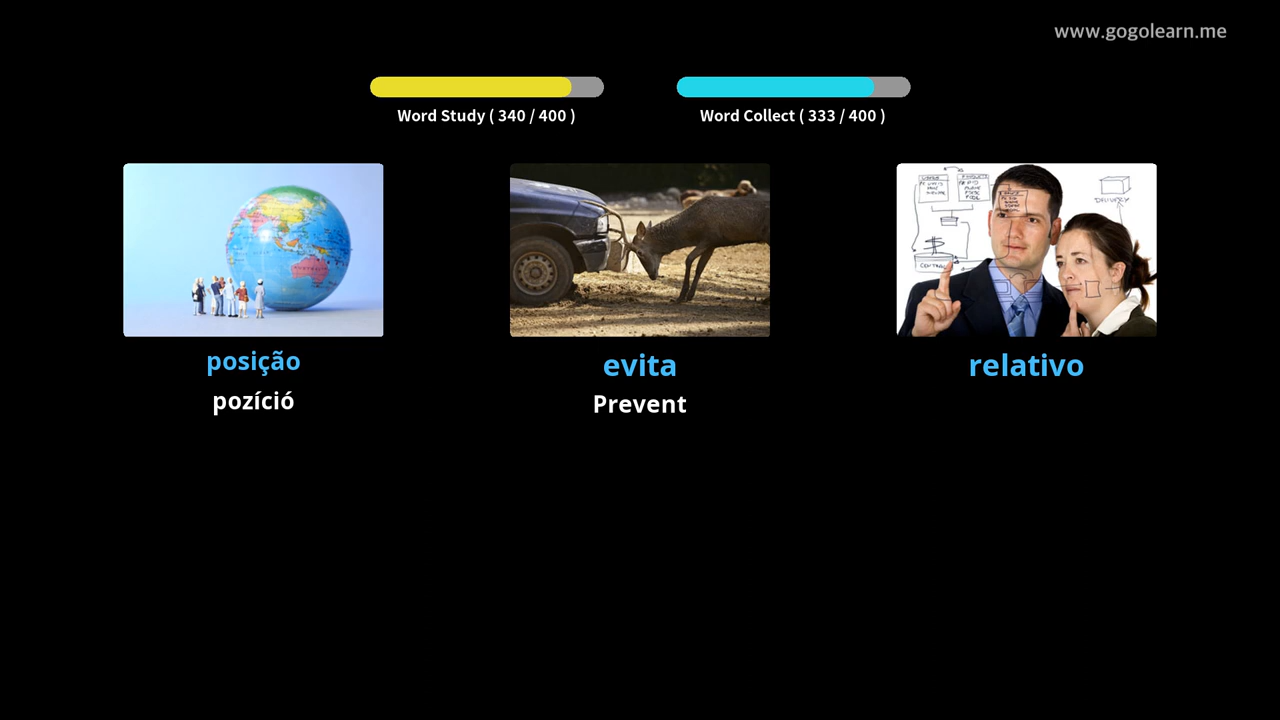 www.gogolearn.me
Word Study ( 340 / 400 )
Word Collect ( 333 / 400 )
posição
pozíció
evita
Prevent
relativo